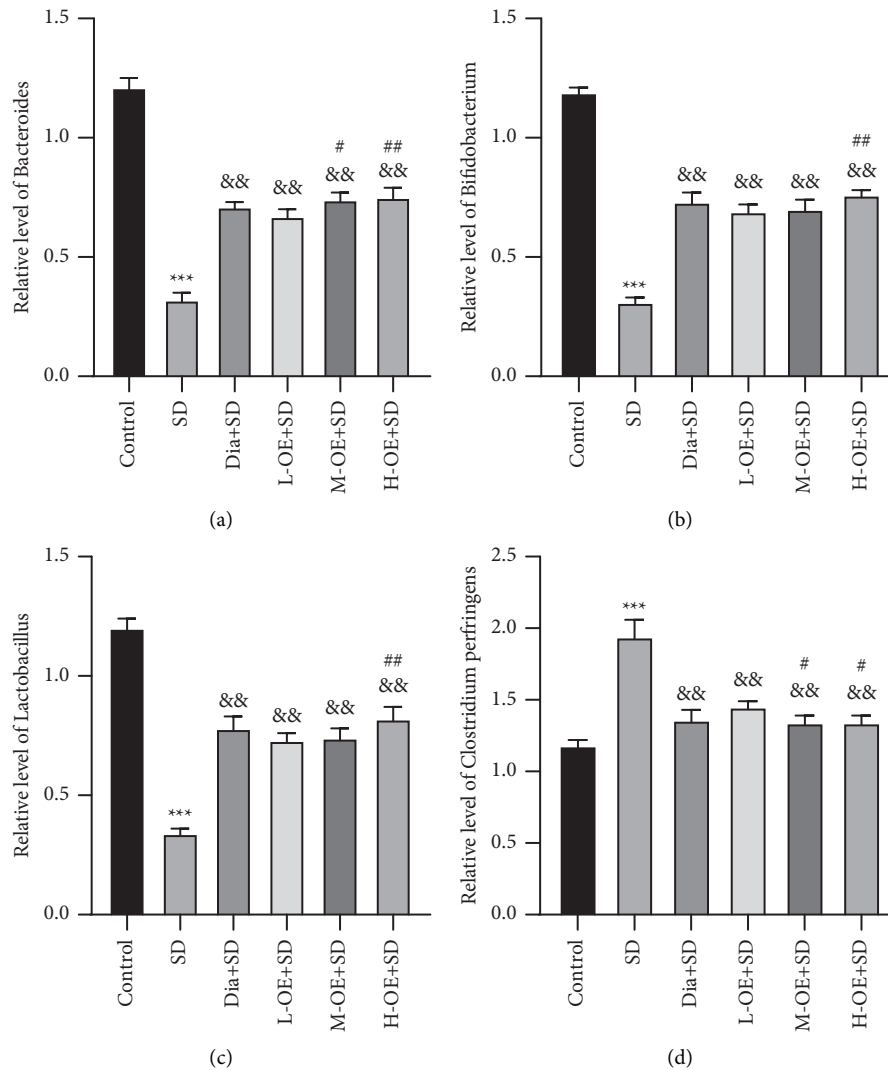 Relative level of Bacteroides
1.5
1.0
0.5
0.0
***
&&
&&
#
&&
##
&&
Control
SD
Dia+SD
L-OE+SD
M-OE+SD
H-OE+SD
(a)
Relative level of Bifidobacterium
1.5
1.0
0.5
0.0
***
&&
&&
&&
##
&&
Control
SD
Dia+SD
L-OE+SD
M-OE+SD
H-OE+SD
(b)
Relative level of Lactobacillus
1.5
1.0
0.5
0.0
***
&&
&&
&&
##
&&
Control
SD
Dia+SD
L-OE+SD
M-OE+SD
H-OE+SD
(c)
Relative level of Clostridium perfringens
2.5
2.0
1.5
1.0
0.5
0.0
***
&&
&&
#
&&
#
&&
Control
SD
Dia+SD
L-OE+SD
M-OE+SD
H-OE+SD
(d)